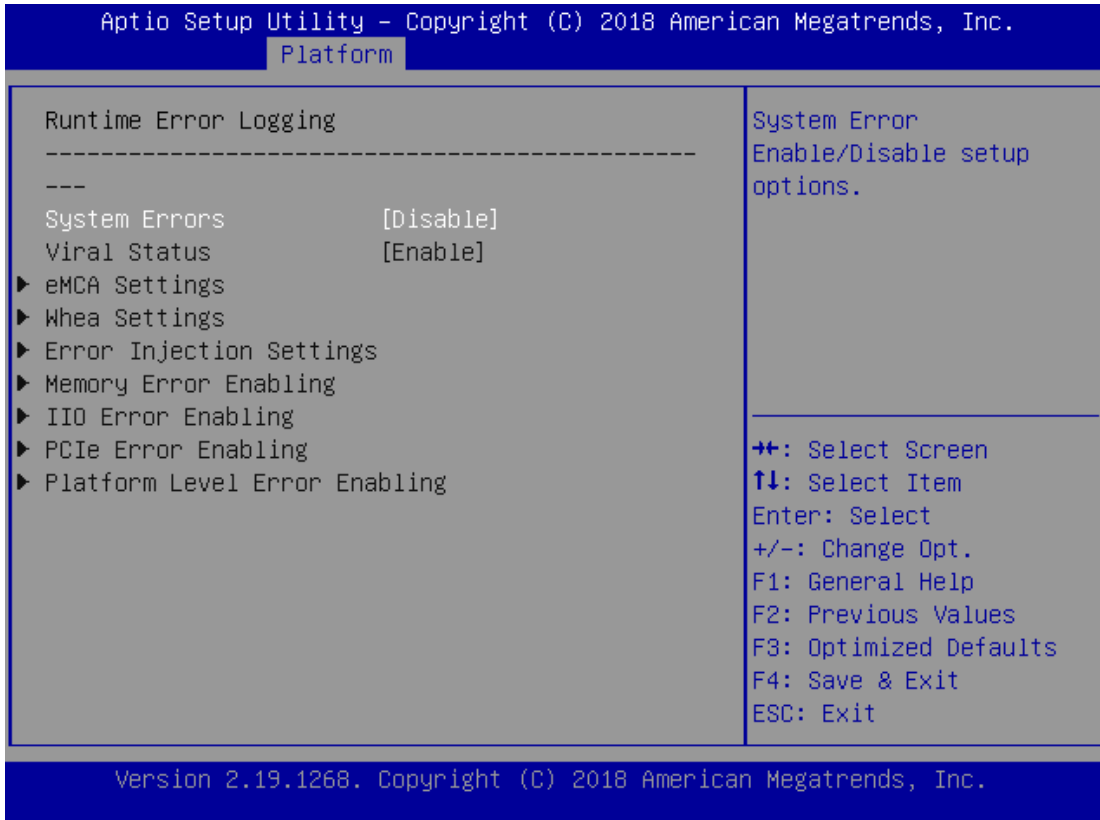 Aptio Setup Utility – Copyright (C) 2018 American Megatrends, Inc.
Platform
Runtime Error Logging
-----------------------------------------------
---
System Errors [Disable]
Viral Status [Enable]
▶ eMCA Settings
▶ Whea Settings
▶ Error Injection Settings
▶ Memory Error Enabling
▶ IIO Error Enabling
▶ PCIe Error Enabling
▶ Platform Level Error Enabling
System Error
Enable/Disable setup
options.
→←: Select Screen
↑↓: Select Item
Enter: Select
+/-: Change Opt.
F1: General Help
F2: Previous Values
F3: Optimized Defaults
F4: Save & Exit
ESC: Exit
Version 2.19.1268. Copyright (C) 2018 American Megatrends, Inc.